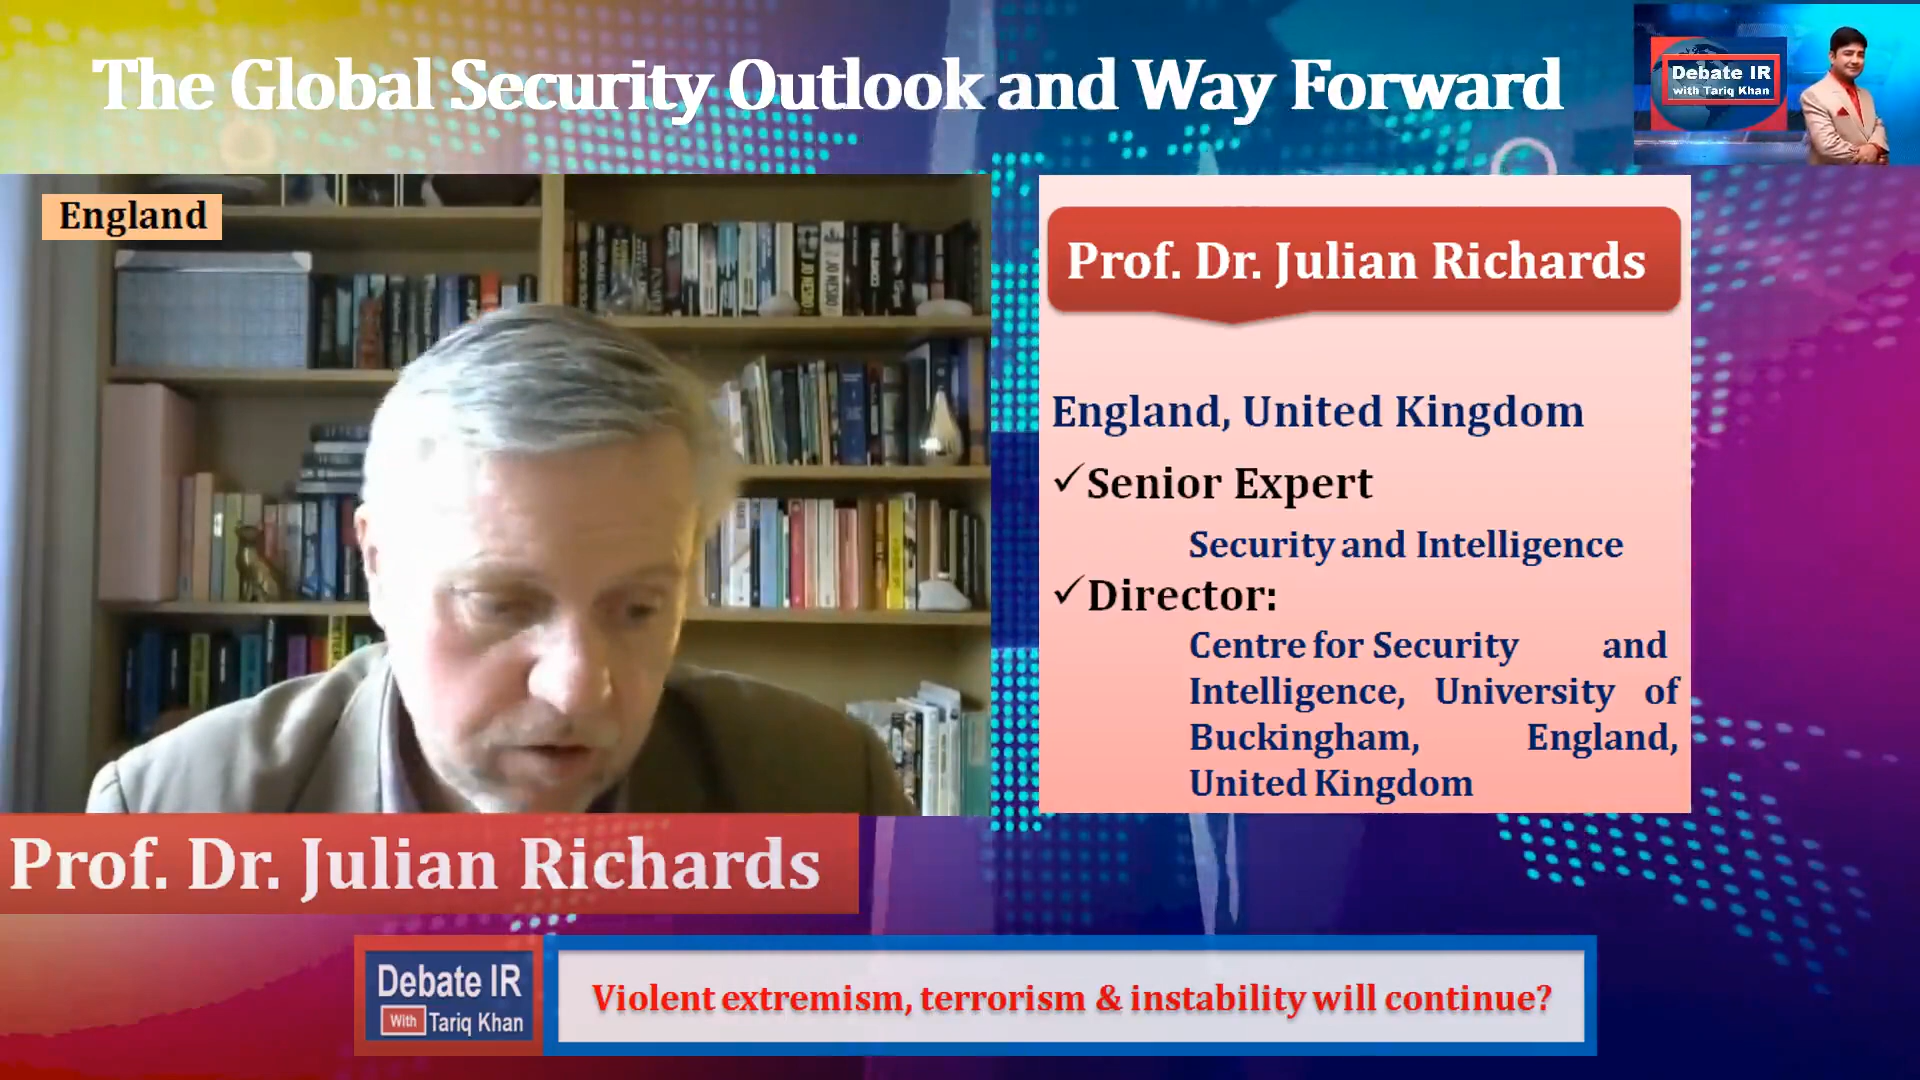 The Global Security Outlook and Way Forward
Debate IR
with Tariq Khan
England
JO NESBO
Prof. Dr. Julian Richards
England, United Kingdom
✓Senior Expert
Security and Intelligence
✓Director:
Centre for Security and
Intelligence, University of
Buckingham, England,
United Kingdom
Prof. Dr. Julian Richards
Debate IR
With Tariq Khan
Violent extremism, terrorism & instability will continue?